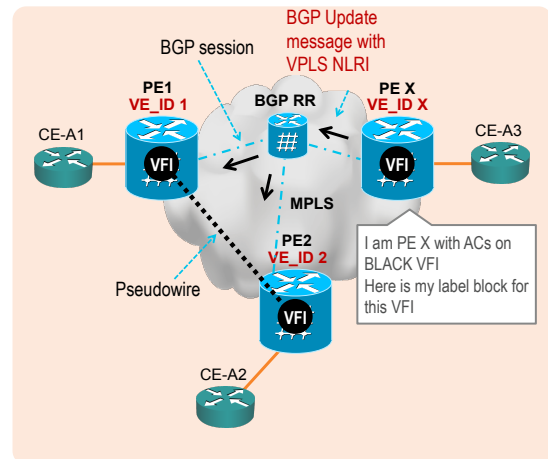 BGP Update
message with
VPLS NLRI
BGP session
PE1
VE_ID 1
BGP RR
PE X
VE_ID X
CE-A1
VFI
VFI
CE-A3
MPLS
PE2
VE_ID 2
I am PE X with ACs on
BLACK VFI
Here is my label block for
this VFI
Pseudowire
VFI
CE-A2